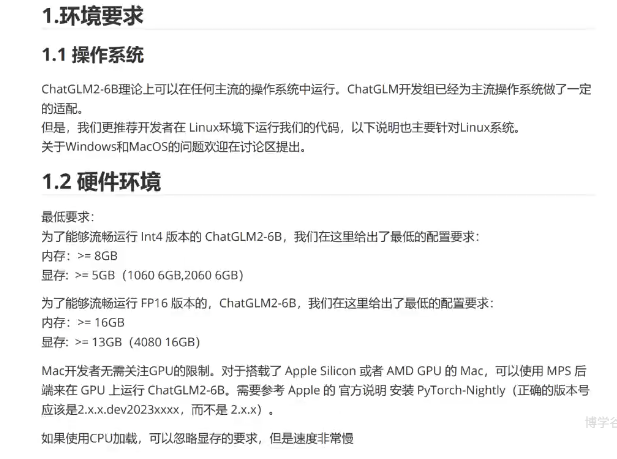 1.环境要求
1.1 操作系统
ChatGLM2-6B理论上可以在任何主流的操作系统中运行。ChatGLM开发组已经为主流操作系统做了一定
的适配。
但是，我们更推荐开发者在 Linux环境下运行我们的代码，以下说明也主要针对Linux系统。
关于Windows和MacOS的问题欢迎在讨论区提出。
1.2 硬件环境
最低要求：
为了能够流畅运行 Int4 版本的 ChatGLM2-6B，我们在这里给出了最低的配置要求：
内存：>= 8GB
显存: >= 5GB（1060 6GB,2060 6GB）
为了能够流畅运行 FP16 版本的，ChatGLM2-6B，我们在这里给出了最低的配置要求：
内存：>= 16GB
显存: >= 13GB（4080 16GB）
Mac开发者无需关注GPU的限制。对于搭载了 Apple Silicon 或者 AMD GPU 的 Mac，可以使用 MPS 后
端来在 GPU 上运行 ChatGLM2-6B。需要参考 Apple 的 官方说明 安装 PyTorch-Nightly（正确的版本号
应该是2.x.x.dev2023xxxx，而不是 2.x.x）。
博学谷
如果使用CPU加载，可以忽略显存的要求，但是速度非常慢